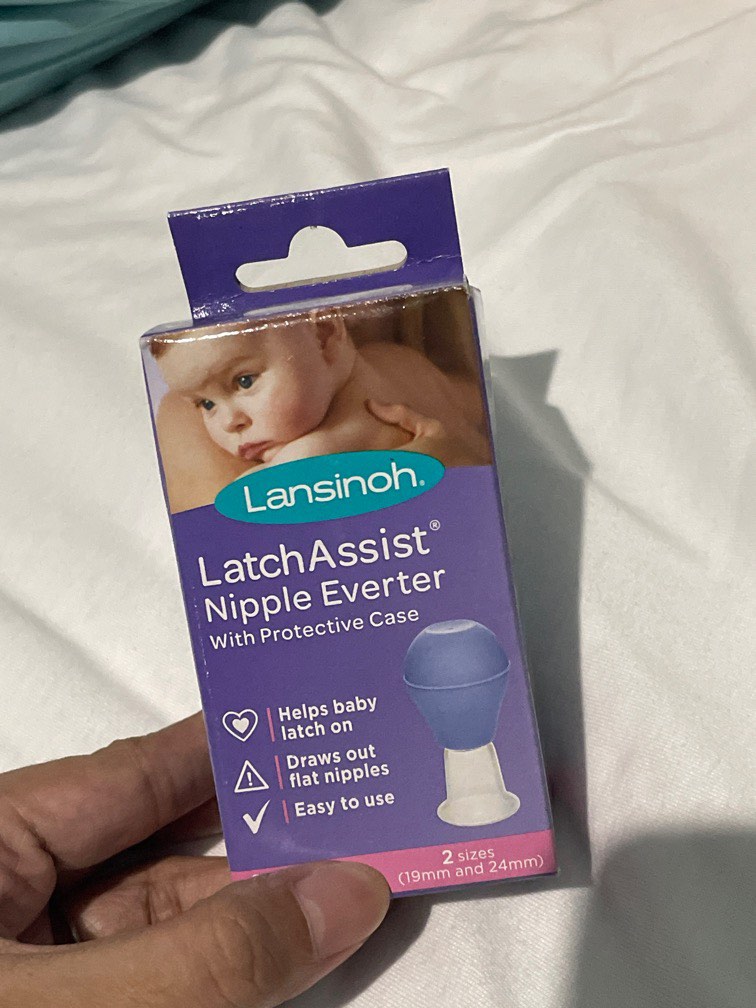 Lansinoh®
LatchAssist®
Nipple Everter
With Protective Case
Helps baby
latch on
Draws out
flat nipples
Easy to use
2 sizes
(19mm and 24mm)